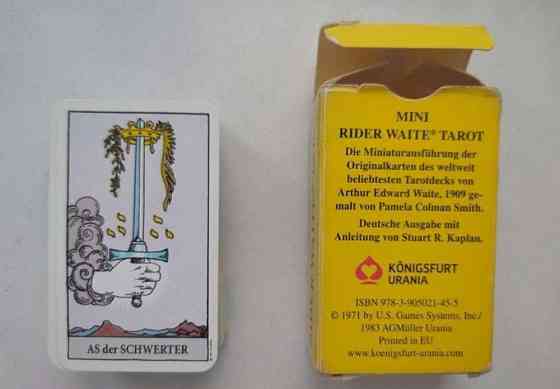 AS der SCHWERTER
MINI
RIDER WAITE® TAROT
Die Miniaturausführung der
Originalkarten des weltweit
beliebtesten Tarotdecks von
Arthur Edward Waite, 1909 ge-
malt von Pamela Colman Smith.
Deutsche Ausgabe mit
Anleitung von Stuart R. Kaplan.
KÖNIGSFURT
URANIA
ISBN 978-3-905021-45-5
© 1971 by U.S. Games Systems, Inc./
1983 AGMüller Urania
Printed in EU
www.koenigsfurt-urania.com